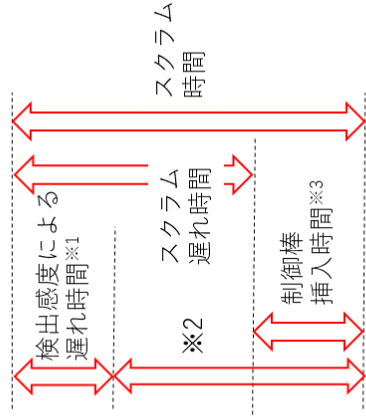 検出感度による
遅れ時間※1
※2
スクラム
遅れ時間
制御棒
挿入時間※3
スクラム
時間